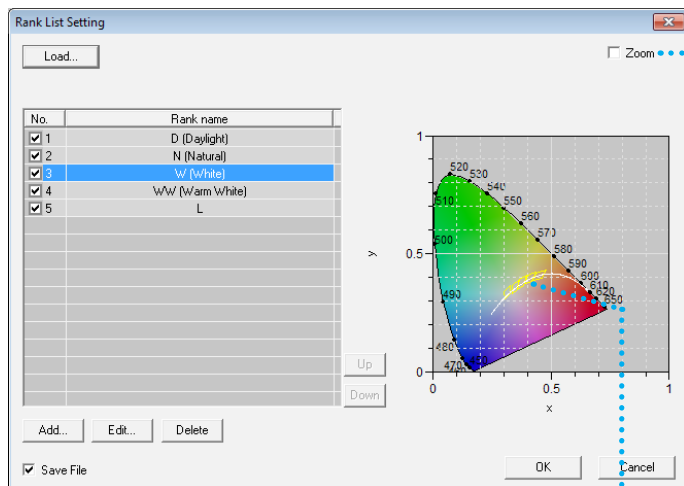 Rank List Setting
Load...
Zoom
No. Rank name
1 D (Daylight)
2 N (Natural)
3 W (White)
4 WW (Warm White)
5 L
Up
Down
Add... Edit... Delete
Save File
1
y
0.5
0
0 0.5 1
x
520
530
540
510
550
560
570
500
580
590
600
610
620
490
650
480
470
OK Cancel